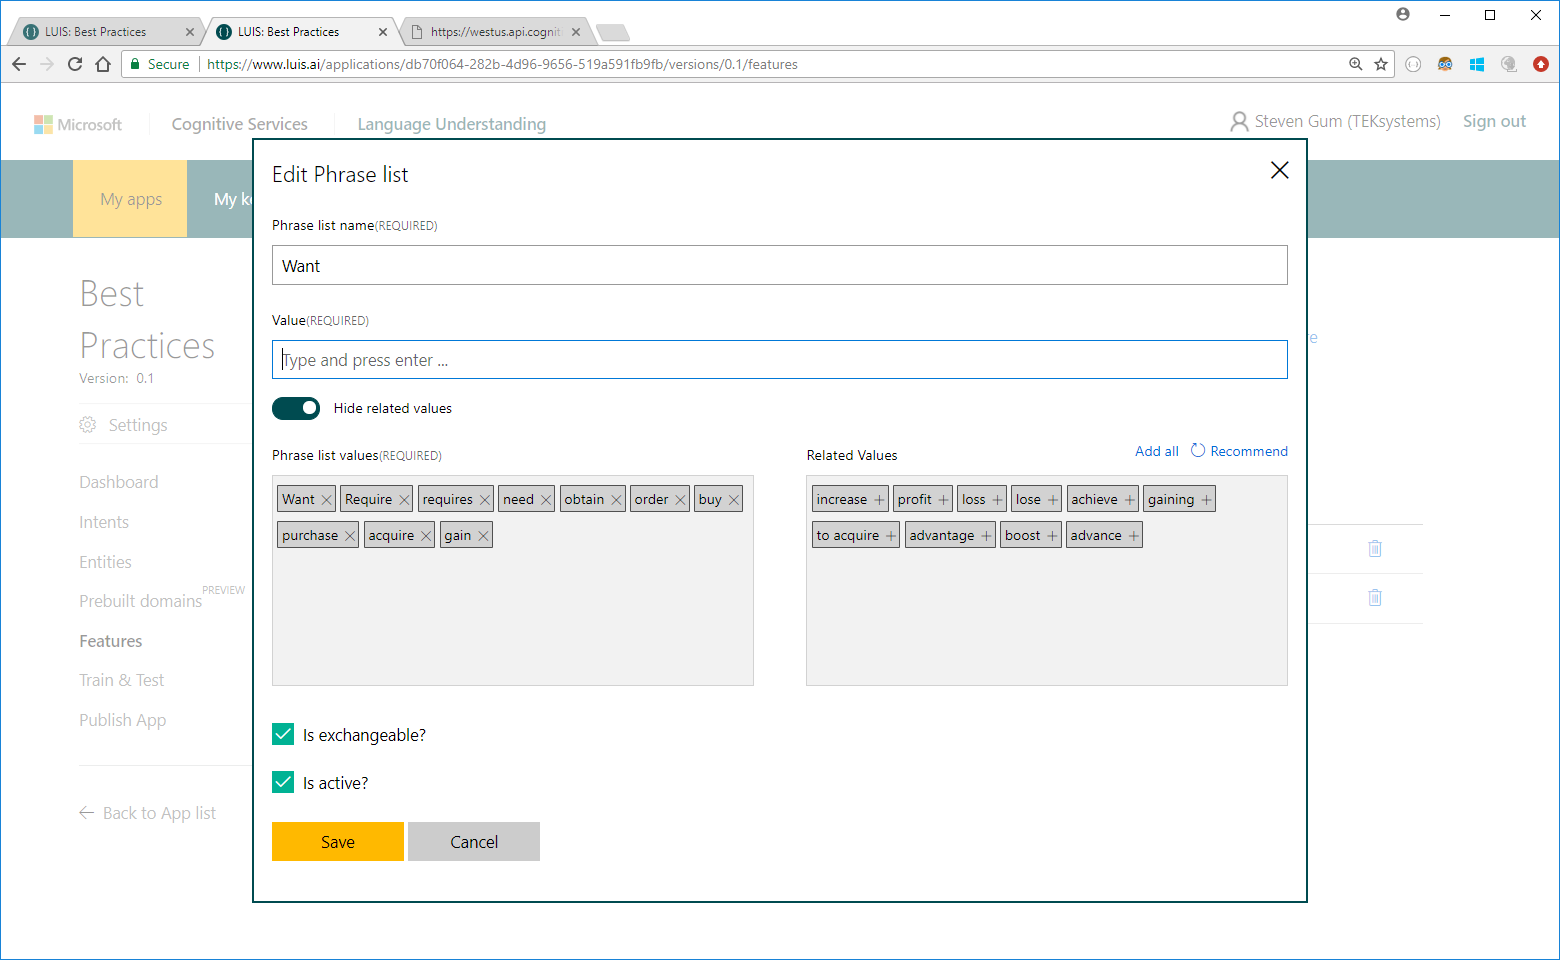 LUIS: Best Practices
LUIS: Best Practices
https://westus.api.cognit
Secure
https://www.luis.ai/applications/db70f064-282b-4d96-9656-519a591fb9fb/versions/0.1/features
Microsoft
Cognitive Services
Language Understanding
Steven Gum (TEKsystems)
Sign out
My apps
Best
Practices
Version: 0.1
Settings
Dashboard
Intents
Entities
Prebuilt domains PREVIEW
Features
Train & Test
Publish App
Back to App list
Edit Phrase list
Phrase list name(REQUIRED)
Want
Value(REQUIRED)
Type and press enter ...
Hide related values
Phrase list values(REQUIRED)
Want Require requires need obtain order buy
purchase acquire gain
Related Values
Add all Recommend
increase profit loss lose achieve gaining
to acquire advantage boost advance
Is exchangeable?
Is active?
Save
Cancel